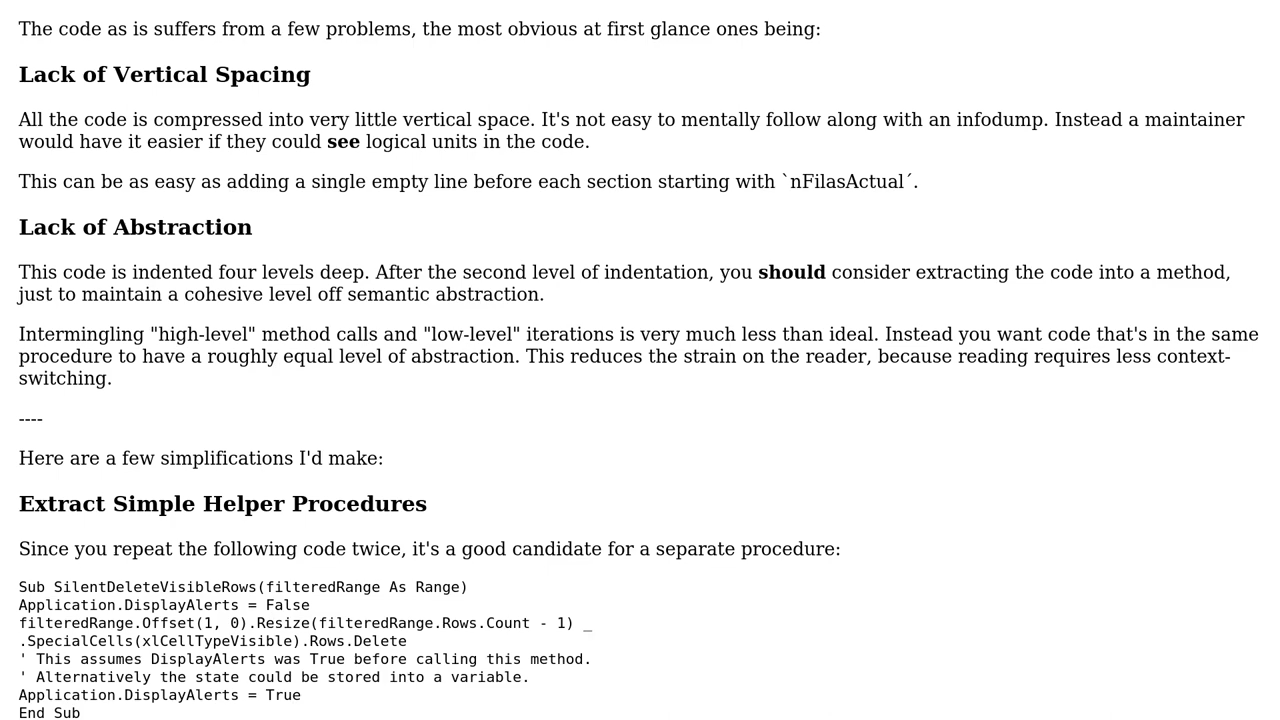 The code as is suffers from a few problems, the most obvious at first glance ones being:
Lack of Vertical Spacing
All the code is compressed into very little vertical space. It's not easy to mentally follow along with an infodump. Instead a maintainer
would have it easier if they could see logical units in the code.
This can be as easy as adding a single empty line before each section starting with `nFilasActual´.
Lack of Abstraction
This code is indented four levels deep. After the second level of indentation, you should consider extracting the code into a method,
just to maintain a cohesive level off semantic abstraction.
Intermingling "high-level" method calls and "low-level" iterations is very much less than ideal. Instead you want code that's in the same
procedure to have a roughly equal level of abstraction. This reduces the strain on the reader, because reading requires less context-
switching.
----
Here are a few simplifications I'd make:
Extract Simple Helper Procedures
Since you repeat the following code twice, it's a good candidate for a separate procedure:
Sub SilentDeleteVisibleRows(filteredRange As Range)
Application.DisplayAlerts = False
filteredRange.Offset(1, 0).Resize(filteredRange.Rows.Count - 1) _
.SpecialCells(xlCellTypeVisible).Rows.Delete
' This assumes DisplayAlerts was True before calling this method.
' Alternatively the state could be stored into a variable.
Application.DisplayAlerts = True
End Sub